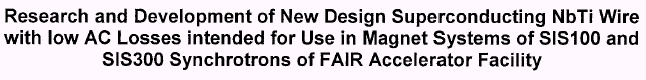 Research and Development of New Design Superconducting NbTi Wire
with low AC Losses intended for Use in Magnet Systems of SIS100 and
SIS300 Synchrotrons of FAIR Accelerator Facility